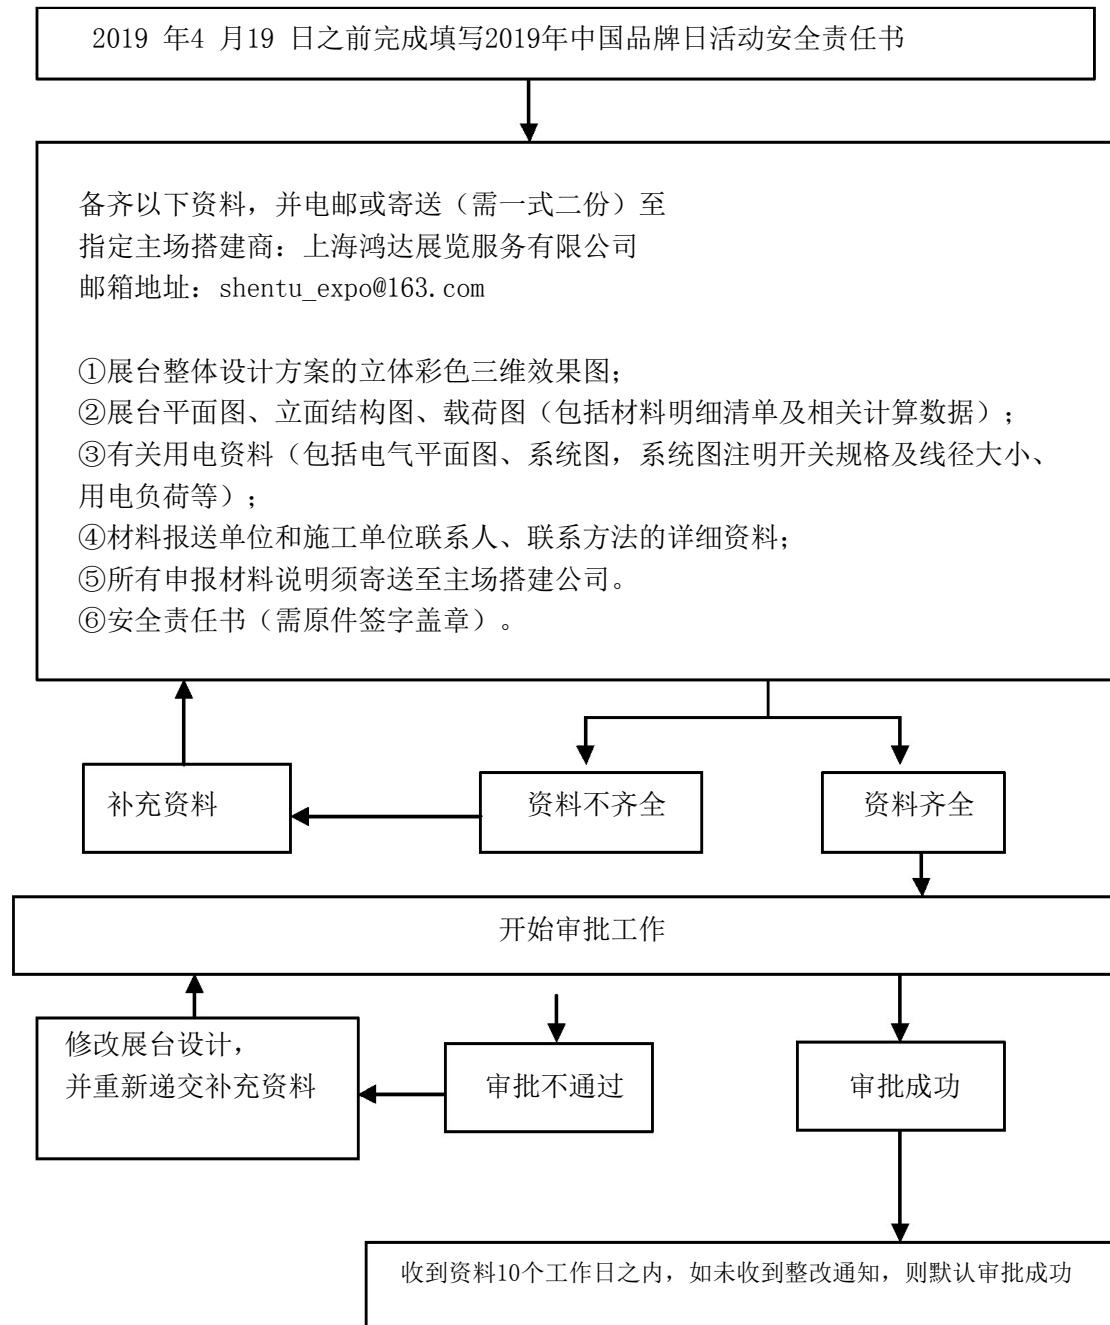 2019 年4 月19 日之前完成填写2019年中国品牌日活动安全责任书
备齐以下资料，并电邮或寄送（需一式二份）至
指定主场搭建商：上海鸿达展览服务有限公司
邮箱地址：shentu_expo@163.com
①展台整体设计方案的立体彩色三维效果图；
②展台平面图、立面结构图、载荷图（包括材料明细清单及相关计算数据）；
③有关用电资料（包括电气平面图、系统图，系统图注明开关规格及线径大小、
用电负荷等）；
④材料报送单位和施工单位联系人、联系方法的详细资料；
⑤所有申报材料说明须寄送至主场搭建公司。
⑥安全责任书（需原件签字盖章）。
补充资料
资料不齐全
资料齐全
开始审批工作
修改展台设计，
并重新递交补充资料
审批不通过
审批成功
收到资料10个工作日之内，如未收到整改通知，则默认审批成功